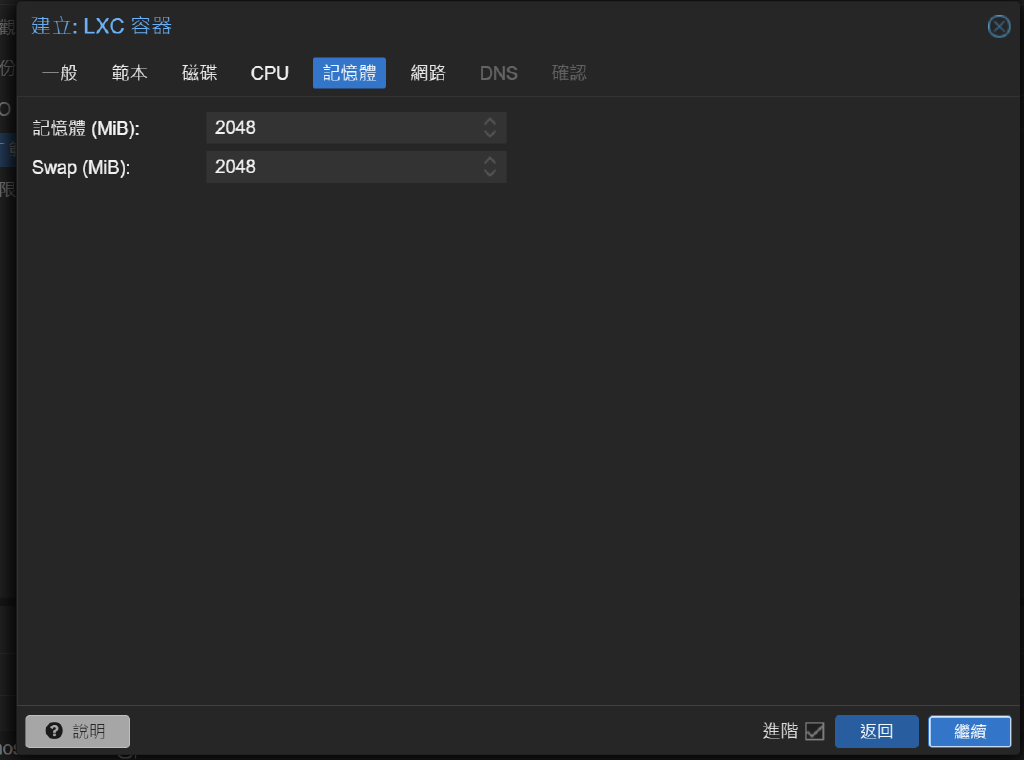 建立: LXC 容器
一般 範本 磁碟 CPU 記憶體 網路 DNS 確認
記憶體 (MiB): 2048
Swap (MiB): 2048
說明 進階 返回 繼續